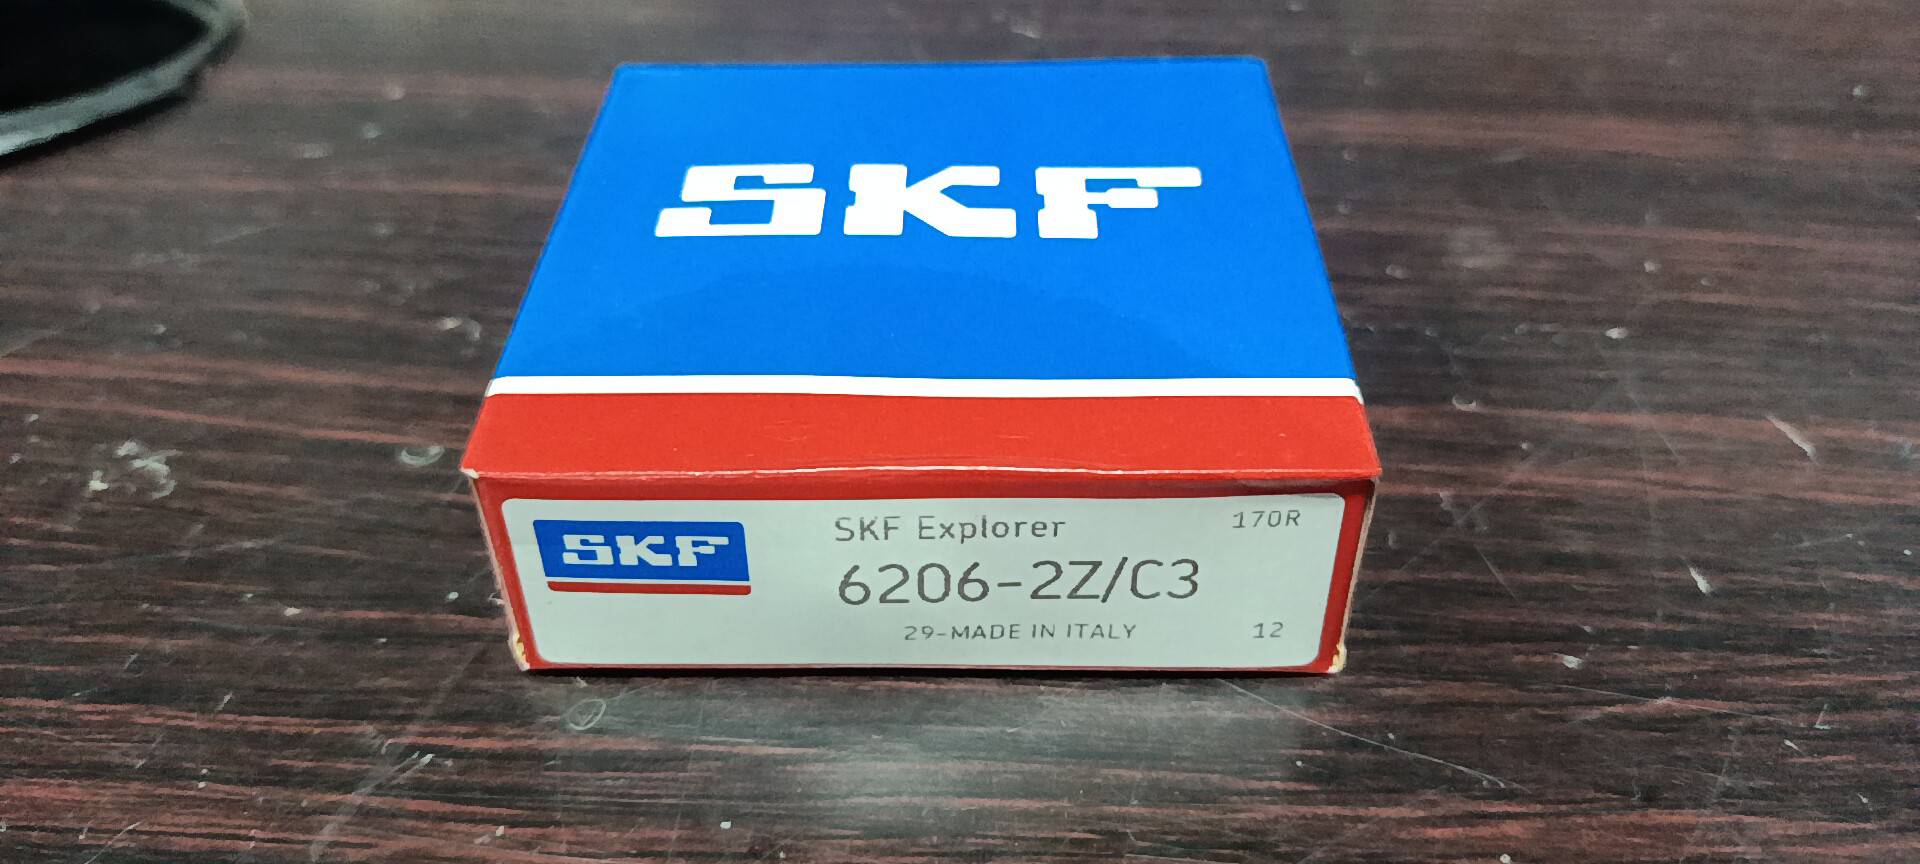 SKF
SKF
SKF Explorer
170R
6206-2Z/C3
29-MADE IN ITALY
12